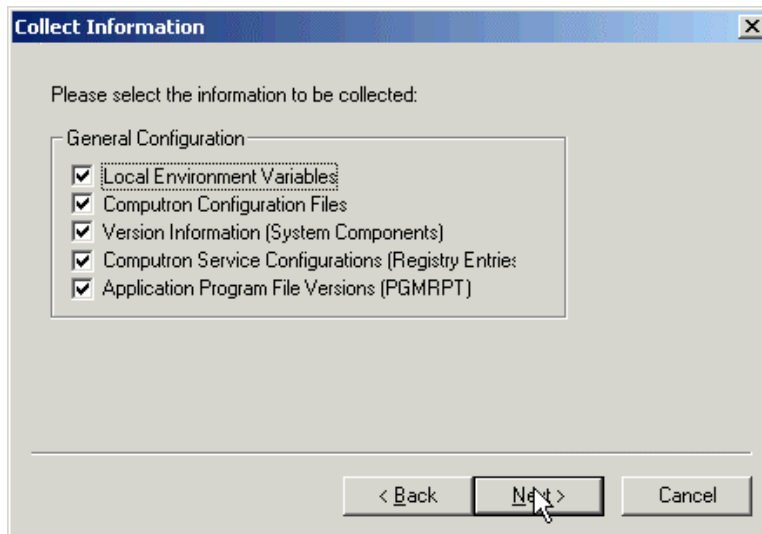 Collect Information
Please select the information to be collected:
General Configuration
Local Environment Variables
Computron Configuration Files
Version Information (System Components)
Computron Service Configurations (Registry Entries
Application Program File Versions (PGMRPT)
< Back
Next >
Cancel